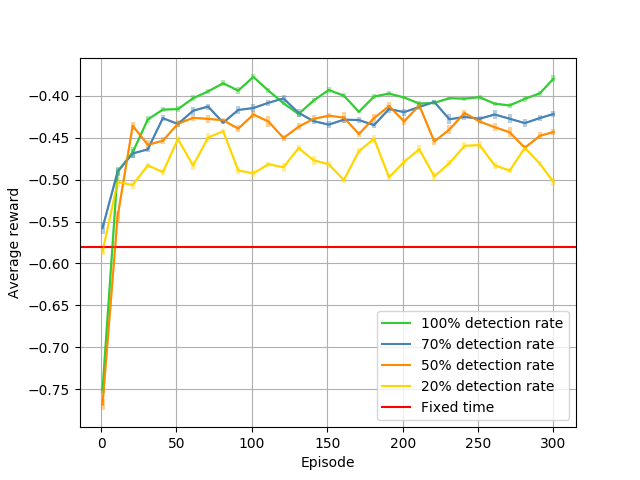 −0.40
−0.45
−0.50
−0.55
−0.60
−0.65
−0.70
−0.75
Average reward
0
50
100
150
200
250
300
Episode
100% detection rate
70% detection rate
50% detection rate
20% detection rate
Fixed time